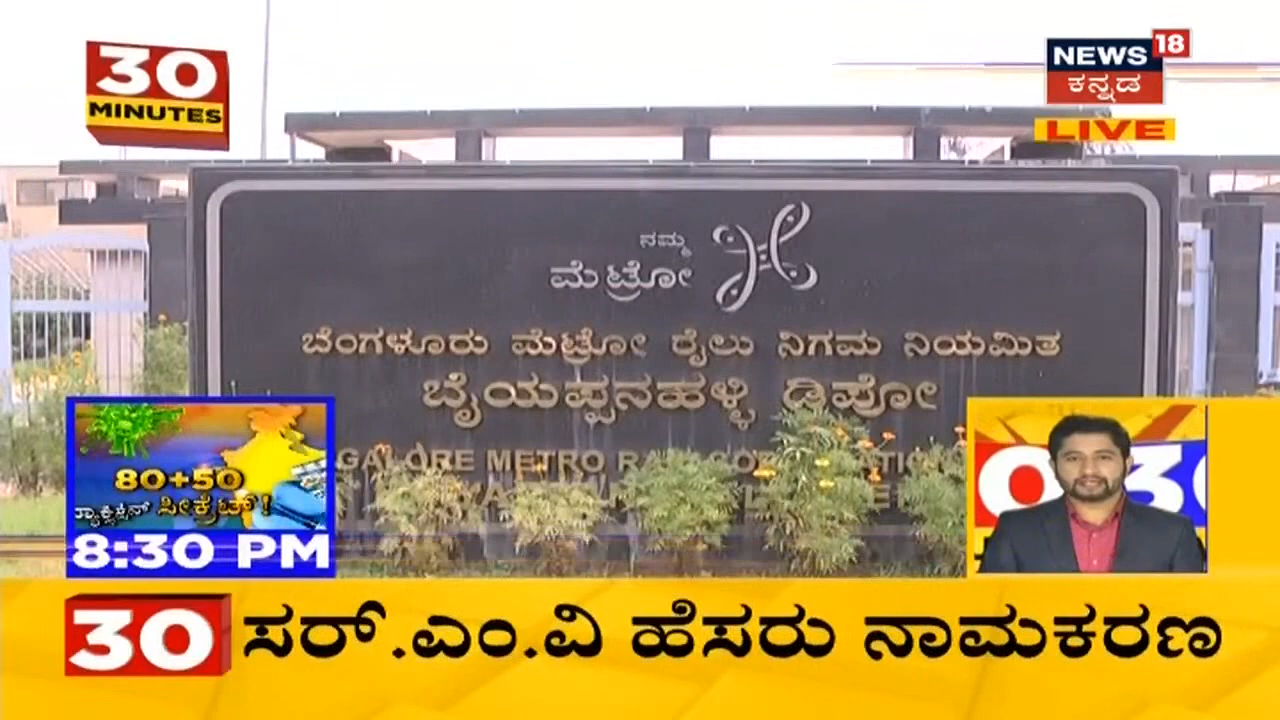 30
MINUTES
NEWS 18
ಕನ್ನಡ
LIVE
ನಮ್ಮ
ಮೆಟ್ರೋ
ಬೆಂಗಳೂರು ಮೆಟ್ರೋ ರೈಲು ನಿಗಮ ನಿಯಮಿತ
ಬೈಯಪ್ಪನಹಳ್ಳಿ ಡಿಪೋ
METRO
80+50
ವ್ಯಾಕ್ಸಿನ್ ಸೀಕ್ರೆಟ್!
8:30 PM
30 ಸರ್.ಎಂ.ವಿ ಹೆಸರು ನಾಮಕರಣ